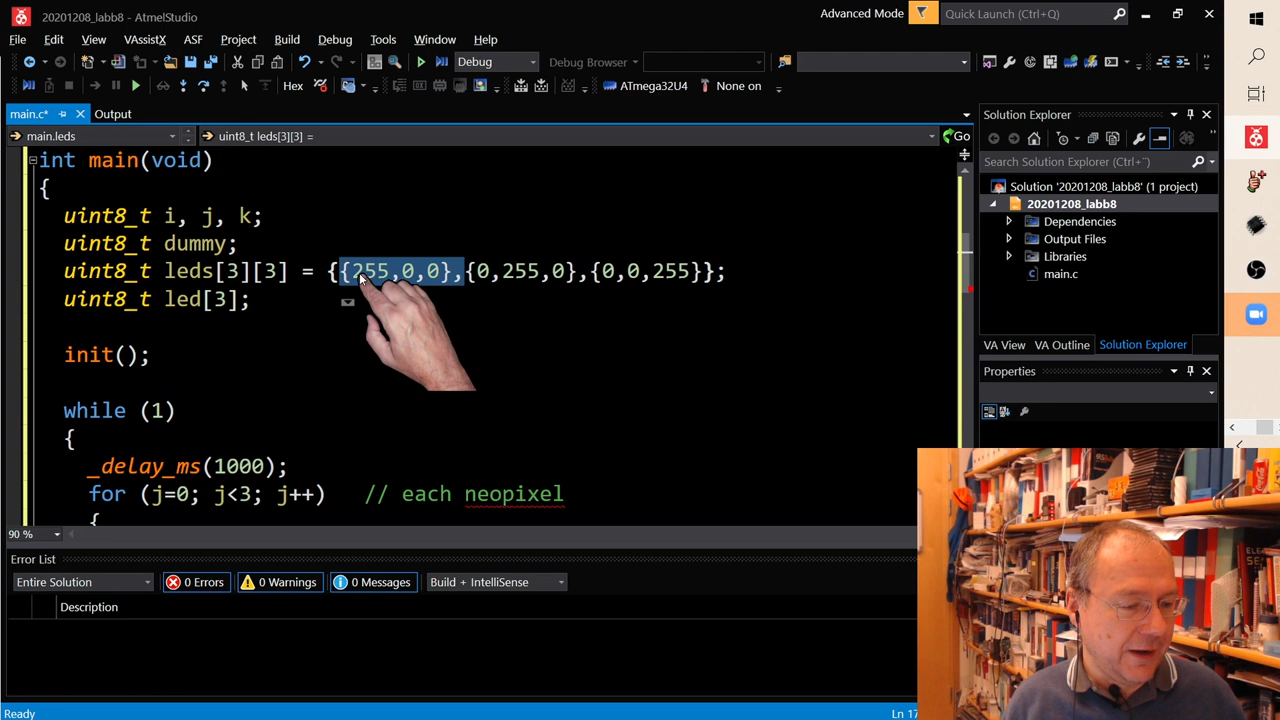 20201208_labb8 - AtmelStudio
Advanced Mode
Quick Launch (Ctrl+Q)
File Edit View VAssistX ASF Project Build Debug Tools Window Help
Debug
Debug Browser
Hex
ATmega32U4
None on
main.c*
Output
main.leds
uint8_t leds[3][3] =
Go
int main(void)
{
uint8_t i, j, k;
uint8_t dummy;
uint8_t leds[3][3] = {{255,0,0},{0,255,0},{0,0,255}};
uint8_t led[3];
init();
while (1)
{
_delay_ms(1000);
for (j=0; j<3; j++) // each neopixel
{
90 %
Solution Explorer
Search Solution Explorer (Ctrl+¨)
Solution '20201208_labb8' (1 project)
20201208_labb8
Dependencies
Output Files
Libraries
main.c
VA View
VA Outline
Solution Explorer
Properties
Error List
Entire Solution
0 Errors
0 Warnings
0 Messages
Build + IntelliSense
Description
Ready
Ln 17